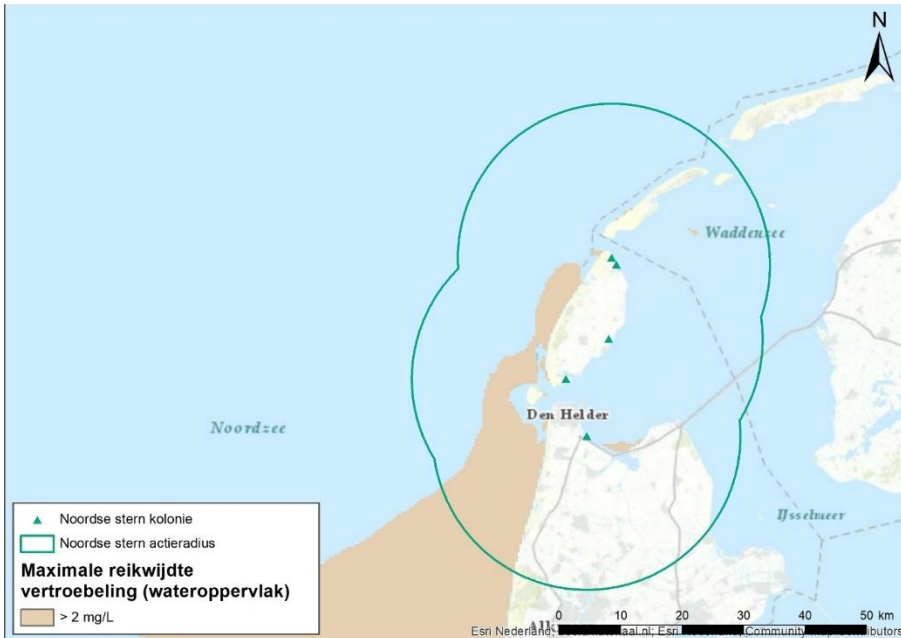 N
Waddenzee
Den Helder
Noordzee
IJsselmeer
Noordse stern kolonie
Noordse stern actieradius
Maximale reikwijdte
vertroebeling (wateroppervlak)
> 2 mg/L
0 10 20 30 40 50 km
Esri Nederland,
Community